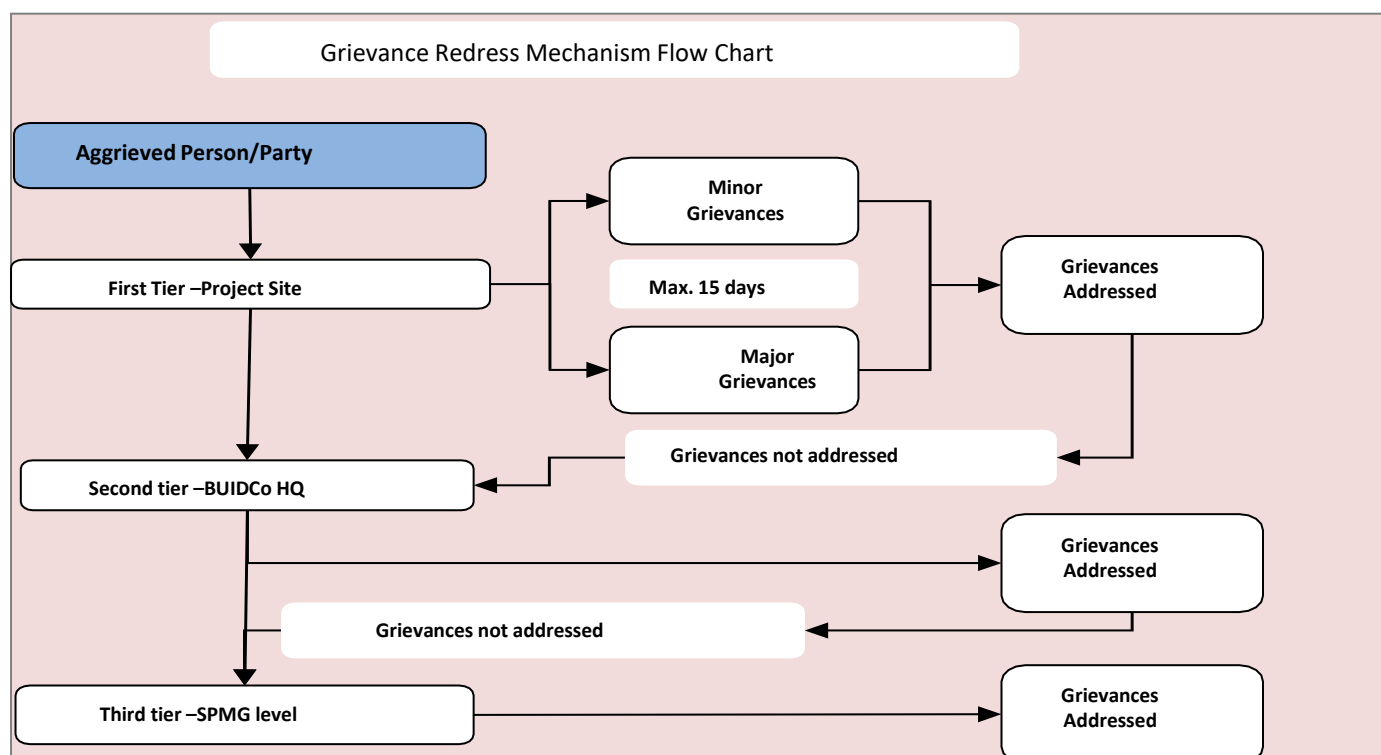 Grievance Redress Mechanism Flow Chart
Aggrieved Person/Party
Minor
Grievances
First Tier –Project Site
Max. 15 days
Grievances
Addressed
Major
Grievances
Grievances not addressed
Second tier –BUIDCo HQ
Grievances
Addressed
Grievances not addressed
Third tier –SPMG level
Grievances
Addressed